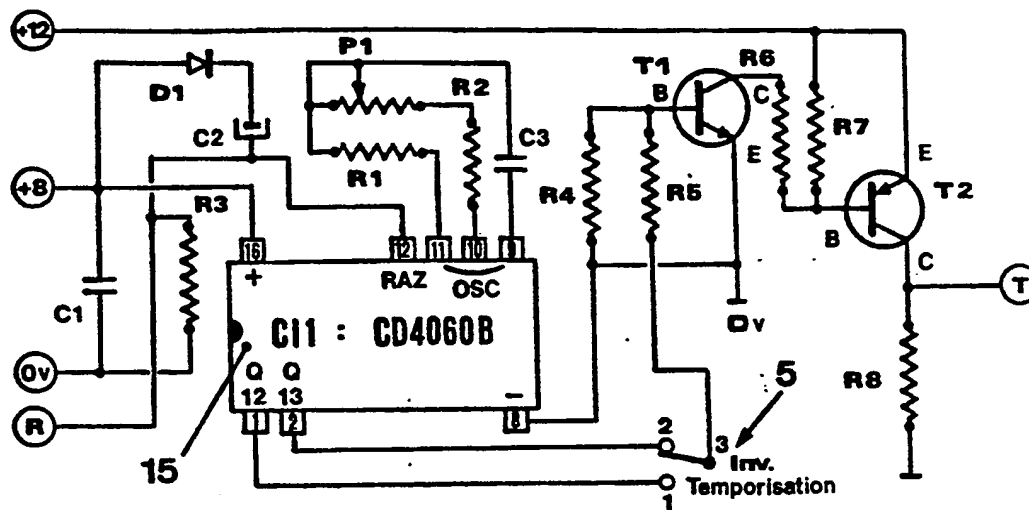 +12
P1
T1
R6
D1
R2
B
C
C2
C3
R7
R1
E
E
+8
R4
R5
T2
R3
B
16
12
11
10
9
C
+
RAZ
OSC
T
C1
CI1 : CD4060B
0v
Q Q
12 13
5
R8
0v
−
1
2
8
R
2
3
Inv.
15
1
Temporisation